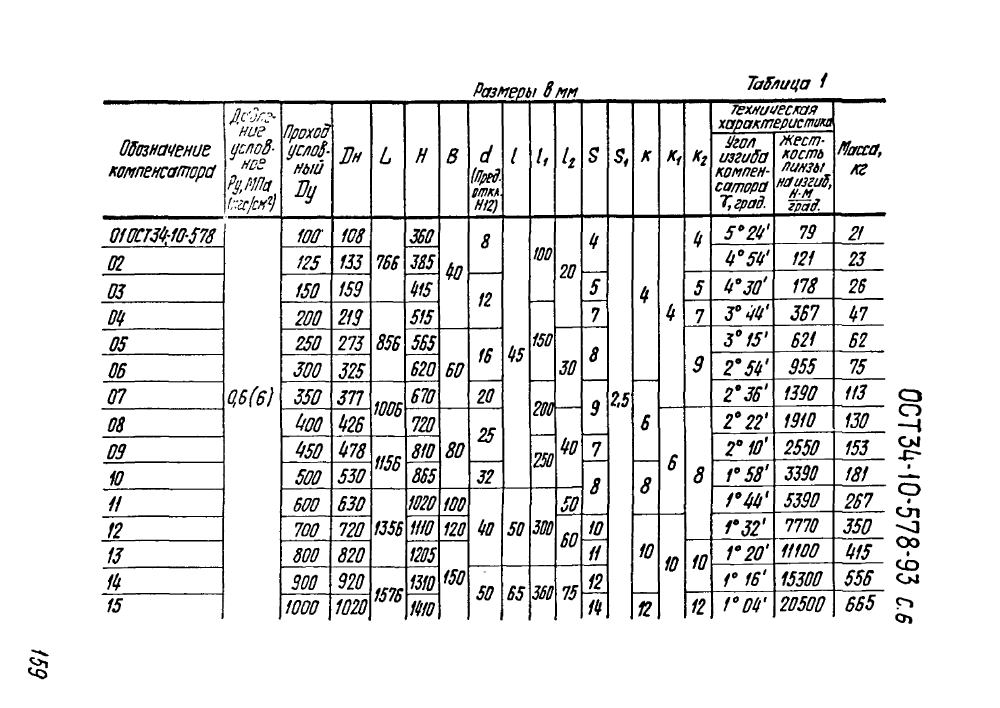 Размеры в мм
Таблица 1
Обозначение компенсатора | Давление условное Ру, МПа (кгс/см²) | Проход условный Dу | Dн | L | H | B | d (Пред. откл. H12) | l | l₁ | l₂ | S | S₁ | к | к₁ | к₂ | Техническая характеристика | Масса, кг
Угол изгиба компенсатора γ, град. | Жесткость линзы на изгиб, Н·м/град.
01 ОСТ34-10-578 | 0,6(6) | 100 | 108 | 766 | 360 | 40 | 8 | 45 | 100 | 20 | 4 | 2,5 | 4 | 4 | 4 | 5°24' | 79 | 21
02 | 125 | 133 | 385 | 4°54' | 121 | 23
03 | 150 | 159 | 415 | 12 | 5 | 5 | 4°30' | 178 | 26
04 | 200 | 219 | 856 | 515 | 150 | 7 | 7 | 3°44' | 367 | 47
05 | 250 | 273 | 565 | 60 | 16 | 30 | 8 | 9 | 3°15' | 621 | 62
06 | 300 | 325 | 620 | 2°54' | 955 | 75
07 | 350 | 377 | 1006 | 670 | 20 | 200 | 9 | 6 | 2°36' | 1390 | 113
08 | 400 | 426 | 720 | 80 | 25 | 40 | 6 | 8 | 2°22' | 1910 | 130
09 | 450 | 478 | 1156 | 810 | 250 | 7 | 2°10' | 2550 | 153
10 | 500 | 530 | 865 | 32 | 8 | 8 | 1°58' | 3390 | 181
11 | 600 | 630 | 1356 | 1020 | 100 | 40 | 50 | 300 | 50 | 1°44' | 5390 | 267
12 | 700 | 720 | 1110 | 120 | 60 | 10 | 10 | 10 | 1°32' | 7770 | 350
13 | 800 | 820 | 1205 | 150 | 11 | 10 | 1°20' | 11100 | 415
14 | 900 | 920 | 1576 | 1310 | 50 | 65 | 360 | 75 | 12 | 1°16' | 15300 | 556
15 | 1000 | 1020 | 1410 | 14 | 12 | 12 | 1°04' | 20500 | 665
ОСТ34-10-578-93 С.6
159